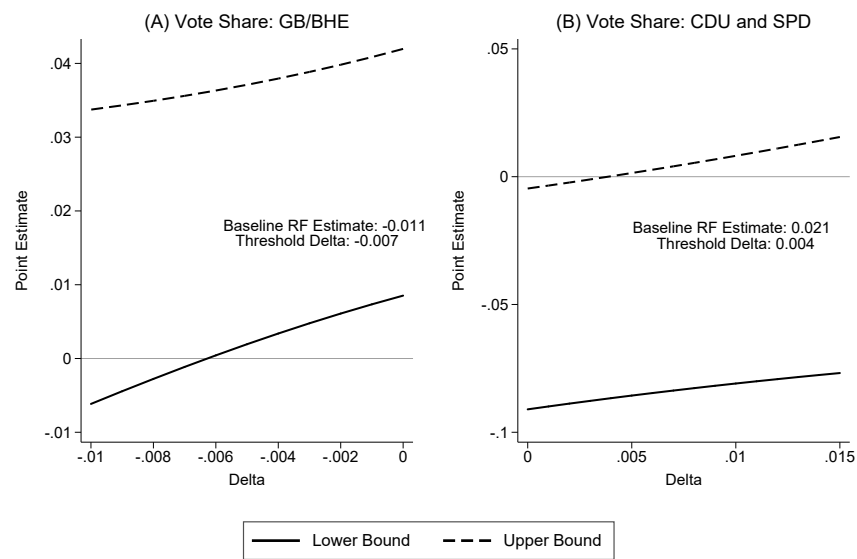 (A) Vote Share: GB/BHE
.04
.03
.02
.01
0
-.01
Point Estimate
Baseline RF Estimate: -0.011
Threshold Delta: -0.007
-.01 -.008 -.006 -.004 -.002 0
Delta
(B) Vote Share: CDU and SPD
.05
0
-.05
-.1
Point Estimate
Baseline RF Estimate: 0.021
Threshold Delta: 0.004
0 .005 .01 .015
Delta
Lower Bound Upper Bound